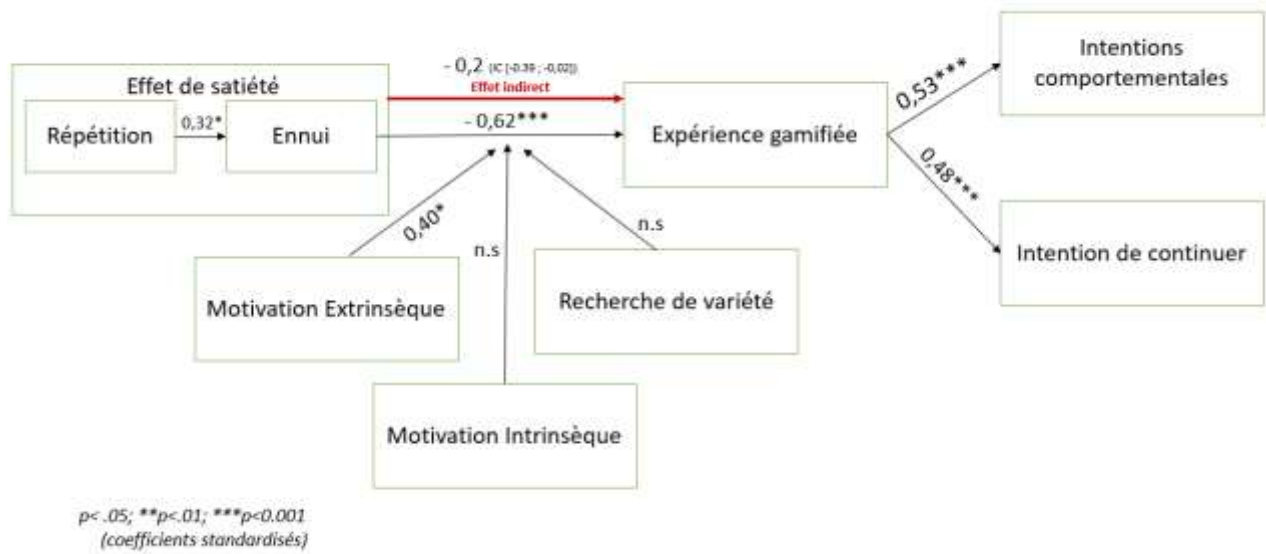 Effet de satiété
Répétition
0,32*
Ennui
- 0,2 (IC [-0.39 ; -0,02])
Effet indirect
- 0,62***
Expérience gamifiée
0,53***
Intentions
comportementales
0,48***
Intention de continuer
0,40*
n.s
n.s
Motivation Extrinsèque
Recherche de variété
Motivation Intrinsèque
p< .05; **p<.01; ***p<0.001
(coefficients standardisés)